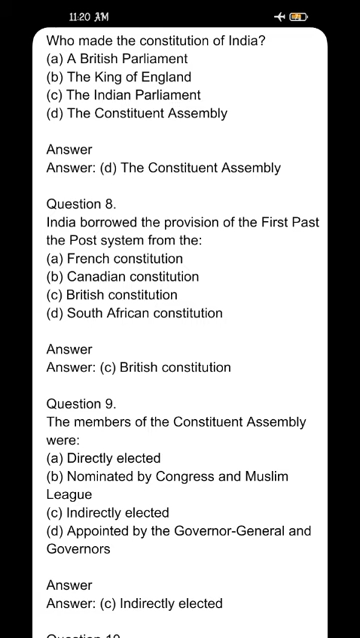 11:20 AM
Who made the constitution of India?
(a) A British Parliament
(b) The King of England
(c) The Indian Parliament
(d) The Constituent Assembly
Answer
Answer: (d) The Constituent Assembly
Question 8.
India borrowed the provision of the First Past
the Post system from the:
(a) French constitution
(b) Canadian constitution
(c) British constitution
(d) South African constitution
Answer
Answer: (c) British constitution
Question 9.
The members of the Constituent Assembly
were:
(a) Directly elected
(b) Nominated by Congress and Muslim
League
(c) Indirectly elected
(d) Appointed by the Governor-General and
Governors
Answer
Answer: (c) Indirectly elected
Question 10